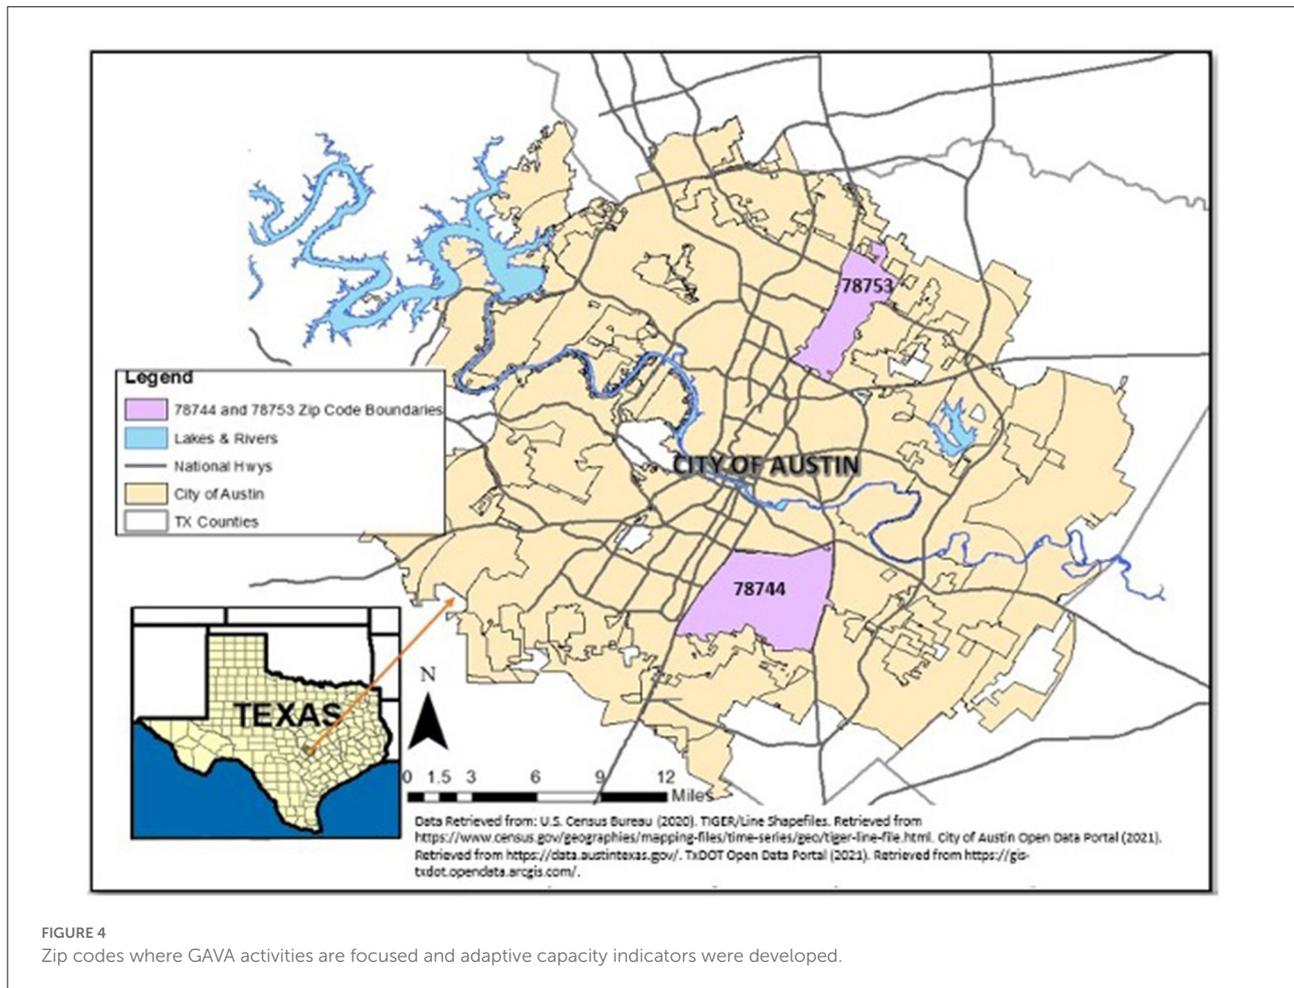 78753
Legend
78744 and 78753 Zip Code Boundaries
Lakes & Rivers
National Hwys
City of Austin
TX Counties
CITY OF AUSTIN
78744
TEXAS
N
0 1.5 3 6 9 12
Miles
Data Retrieved from: U.S. Census Bureau (2020). TIGER/Line Shapefiles. Retrieved from
https://www.census.gov/geographies/mapping-files/time-series/geo/tiger-line-file.html. City of Austin Open Data Portal (2021).
Retrieved from https://data.austintexas.gov/. TxDOT Open Data Portal (2021). Retrieved from https://gis-
txdot.opendata.arcgis.com/.
FIGURE 4
Zip codes where GAVA activities are focused and adaptive capacity indicators were developed.